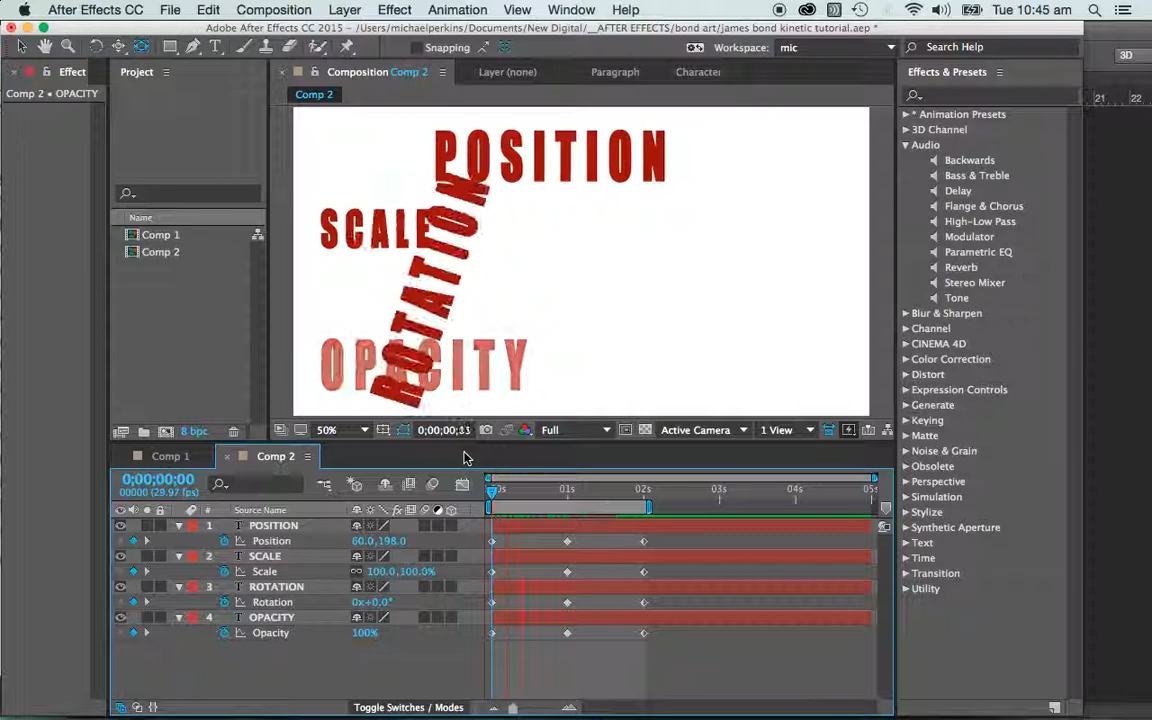 After Effects CC File Edit Composition Layer Effect Animation View Window Help Tue 10:45 am
Adobe After Effects CC 2015 - /Users/michaelperkins/Documents/New Digital/__AFTER EFFECTS/bond art/james bond kinetic tutorial.aep *
Snapping Workspace: mic Search Help 3D
Effect Project Composition Comp 2 Layer (none) Paragraph Character Effects & Presets
Comp 2 • OPACITY Comp 2
21 22
* Animation Presets
3D Channel
Audio
Backwards
Bass & Treble
Delay
Flange & Chorus
High-Low Pass
Modulator
Parametric EQ
Reverb
Stereo Mixer
Tone
Blur & Sharpen
Channel
CINEMA 4D
Color Correction
Distort
Expression Controls
Generate
Keying
Matte
Noise & Grain
Obsolete
Perspective
Simulation
Stylize
Synthetic Aperture
Text
Time
Transition
Utility
Name
Comp 1
Comp 2
POSITION
SCALE
ROTATION
OPACITY
8 bpc 50% Full Active Camera 1 View
Comp 1 Comp 2
0;00;00;00
00000 (29.97 fps)
01s 02s 03s 04s 05s
# Source Name
1 T POSITION
Position 60.0,198.0
2 T SCALE
Scale 100.0,100.0%
3 T ROTATION
Rotation 0x+0.0°
4 T OPACITY
Opacity 100%
Toggle Switches / Modes